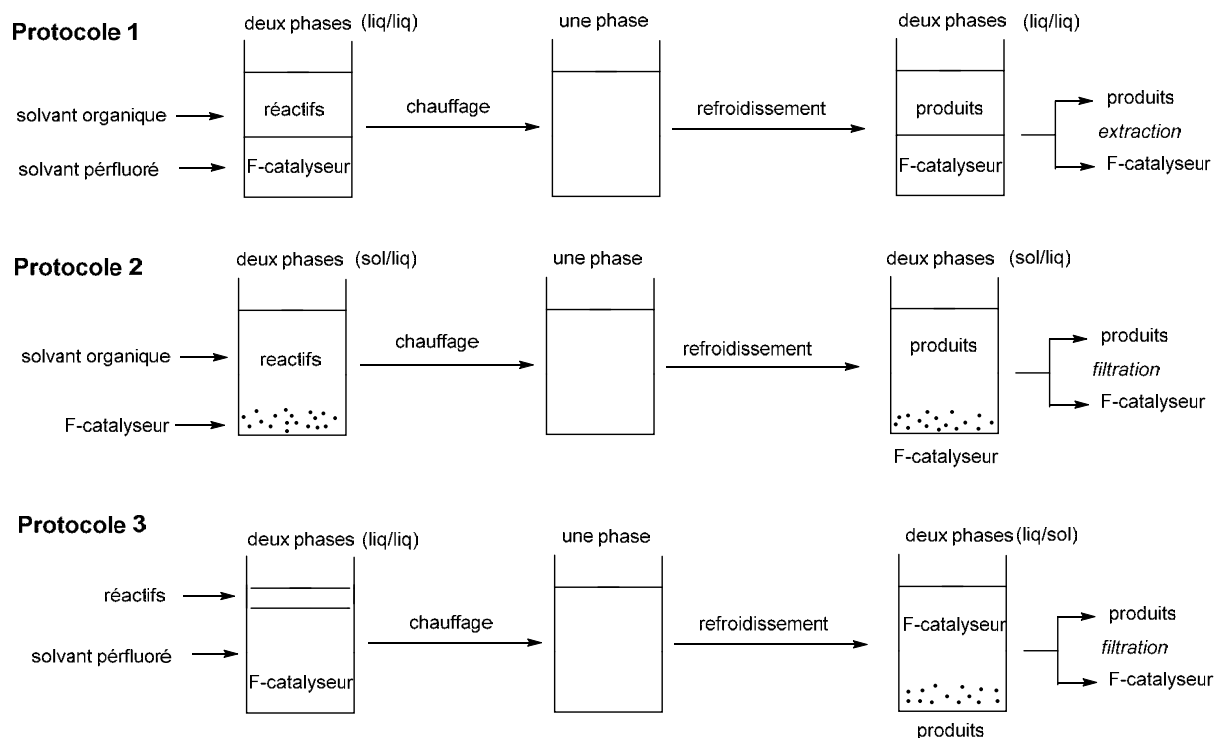 Protocole 1
deux phases (liq/liq)
une phase
deux phases (liq/liq)
solvant organique
réactifs
chauffage
refroidissement
produits
produits
extraction
solvant pérfluoré
F-catalyseur
F-catalyseur
F-catalyseur
Protocole 2
deux phases (sol/liq)
une phase
deux phases (sol/liq)
solvant organique
reactifs
chauffage
refroidissement
produits
produits
filtration
F-catalyseur
F-catalyseur
F-catalyseur
Protocole 3
deux phases (liq/liq)
une phase
deux phases (liq/sol)
réactifs
chauffage
refroidissement
F-catalyseur
produits
filtration
solvant pérfluoré
F-catalyseur
F-catalyseur
produits